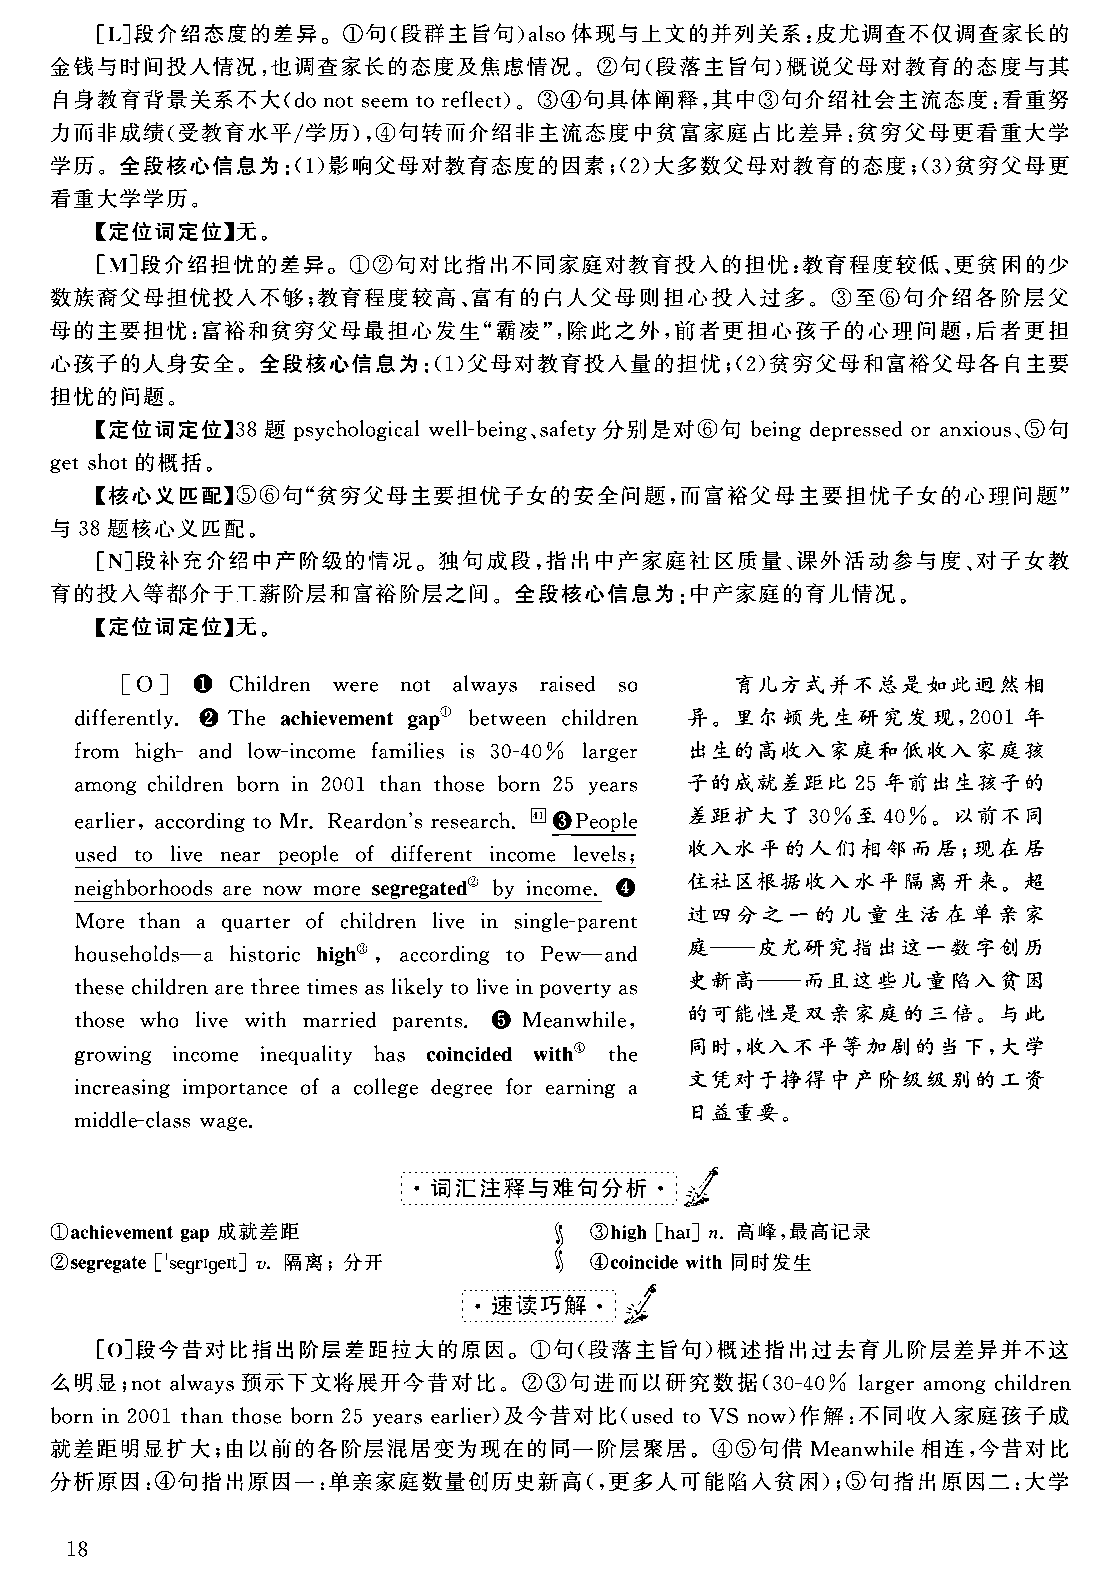 [L]段介绍态度的差异。①句(段群主旨句)also体现与上文的并列关系:皮尤调查不仅调查家长的
金钱与时间投入情况,也调查家长的态度及焦虑情况。②句(段落主旨句)概说父母对教育的态度与其
自身教育背景关系不大(do not seem to reflect)。③④句具体阐释,其中③句介绍社会主流态度:看重努
力而非成绩(受教育水平/学历),④句转而介绍非主流态度中贫富家庭占比差异:贫穷父母更看重大学
学历。全段核心信息为:(1)影响父母对教育态度的因素;(2)大多数父母对教育的态度;(3)贫穷父母更
看重大学学历。
【定位词定位】无。
[M]段介绍担忧的差异。①②句对比指出不同家庭对教育投入的担忧:教育程度较低、更贫困的少
数族裔父母担忧投入不够;教育程度较高、富有的白人父母则担心投入过多。③至⑥句介绍各阶层父
母的主要担忧:富裕和贫穷父母最担心发生“霸凌”,除此之外,前者更担心孩子的心理问题,后者更担
心孩子的人身安全。全段核心信息为:(1)父母对教育投入量的担忧;(2)贫穷父母和富裕父母各自主要
担忧的问题。
【定位词定位】38 题 psychological well-being、safety 分别是对⑥句 being depressed or anxious、⑤句
get shot 的概括。
【核心义匹配】⑤⑥句“贫穷父母主要担忧子女的安全问题,而富裕父母主要担忧子女的心理问题”
与 38 题核心义匹配。
[N]段补充介绍中产阶级的情况。独句成段,指出中产家庭社区质量、课外活动参与度、对子女教
育的投入等都介于工薪阶层和富裕阶层之间。全段核心信息为:中产家庭的育儿情况。
【定位词定位】无。
[O] ❶ Children were not always raised so
differently. ❷ The achievement gap① between children
from high- and low-income families is 30-40% larger
among children born in 2001 than those born 25 years
earlier, according to Mr. Reardon's research. 41 ❸People
used to live near people of different income levels;
neighborhoods are now more segregated② by income. ❹
More than a quarter of children live in single-parent
households—a historic high③, according to Pew—and
these children are three times as likely to live in poverty as
those who live with married parents. ❺ Meanwhile,
growing income inequality has coincided with④ the
increasing importance of a college degree for earning a
middle-class wage.
育儿方式并不总是如此迥然相
异。里尔顿先生研究发现,2001 年
出生的高收入家庭和低收入家庭孩
子的成就差距比 25 年前出生孩子的
差距扩大了 30%至 40%。以前不同
收入水平的人们相邻而居;现在居
住社区根据收入水平隔离开来。超
过四分之一的儿童生活在单亲家
庭——皮尤研究指出这一数字创历
史新高——而且这些儿童陷入贫困
的可能性是双亲家庭的三倍。与此
同时,收入不平等加剧的当下,大学
文凭对于挣得中产阶级级别的工资
日益重要。
·词汇注释与难句分析·
①achievement gap 成就差距
②segregate [ˈseɡrɪɡeɪt] v. 隔离；分开
③high [haɪ] n. 高峰,最高记录
④coincide with 同时发生
·速读巧解·
[O]段今昔对比指出阶层差距拉大的原因。①句(段落主旨句)概述指出过去育儿阶层差异并不这
么明显;not always 预示下文将展开今昔对比。②③句进而以研究数据(30-40% larger among children
born in 2001 than those born 25 years earlier)及今昔对比(used to VS now)作解:不同收入家庭孩子成
就差距明显扩大;由以前的各阶层混居变为现在的同一阶层聚居。④⑤句借 Meanwhile 相连,今昔对比
分析原因:④句指出原因一:单亲家庭数量创历史新高(,更多人可能陷入贫困);⑤句指出原因二:大学
18